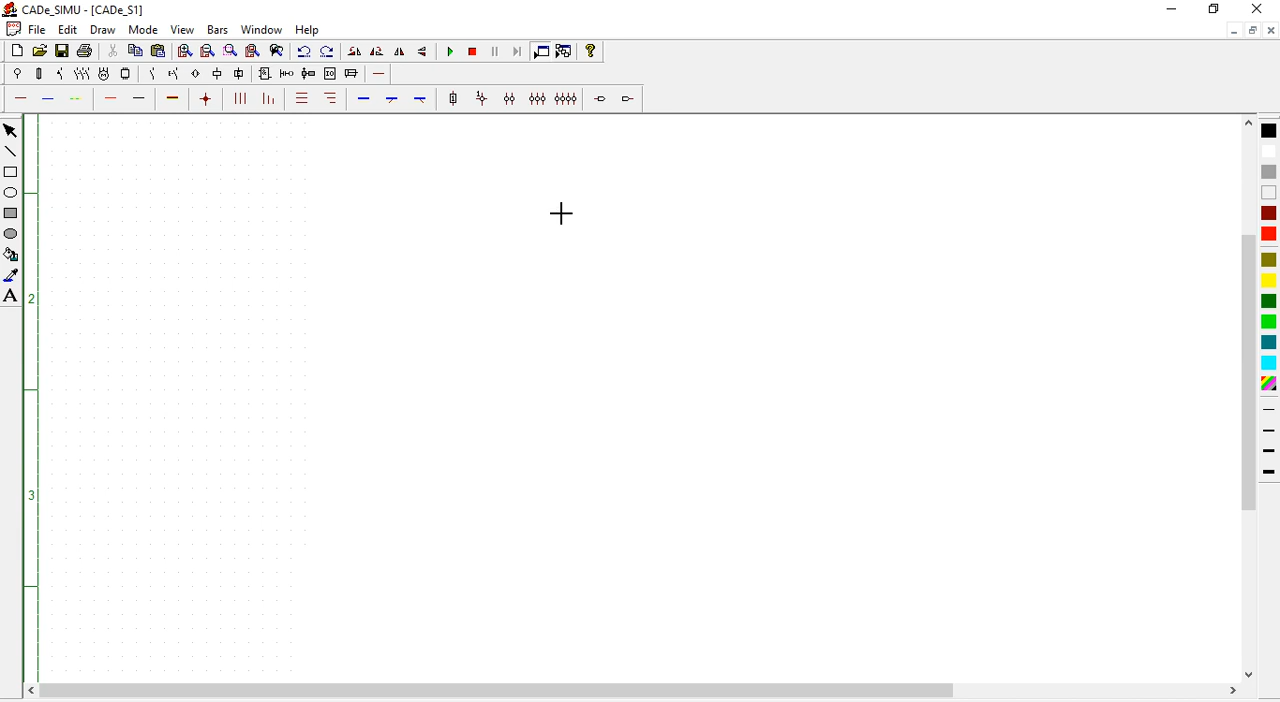 CADe_SIMU - [CADe_S1]
File Edit Draw Mode View Bars Window Help
A
2
3